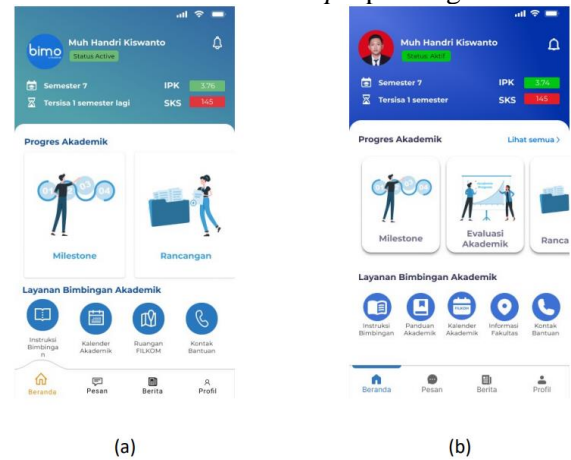 bimo
Muh Handri Kiswanto
Status Active
Semester 7
IPK
3.76
Tersisa 1 semester lagi
SKS
145
Progres Akademik
01
03
04
Milestone
Rancangan
Layanan Bimbingan Akademik
Instruksi
Bimbinga
n
Kalender
Akademik
Ruangan
FILKOM
Kontak
Bantuan
Beranda
Pesan
Berita
Profil
(a)
Muh Handri Kiswanto
Status Aktif
Semester 7
IPK
3.74
Tersisa 1 semester
SKS
145
Progres Akademik
Lihat semua >
Milestone
Evaluasi
Akademik
Ranca
Layanan Bimbingan Akademik
Instruksi
Bimbingan
Panduan
Akademik
Kalender
Akademik
Informasi
Fakultas
Kontak
Bantuan
Beranda
Pesan
Berita
Profil
(b)